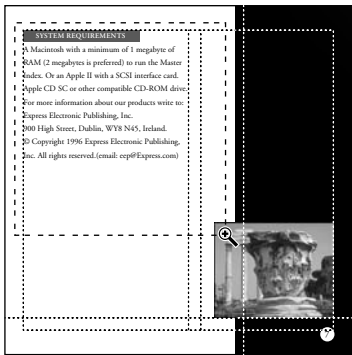 SYSTEM REQUIREMENTS
A Macintosh with a minimum of 1 megabyte of
RAM (2 megabytes is preferred) to run the Master
Index. Or an Apple II with a SCSI interface card.
Apple CD SC or other compatible CD-ROM drive.
For more information about our products write to:
Express Electronic Publishing, Inc.
900 High Street, Dublin, WY8 N45, Ireland.
© Copyright 1996 Express Electronic Publishing,
Inc. All rights reserved.(email: eep@Express.com)